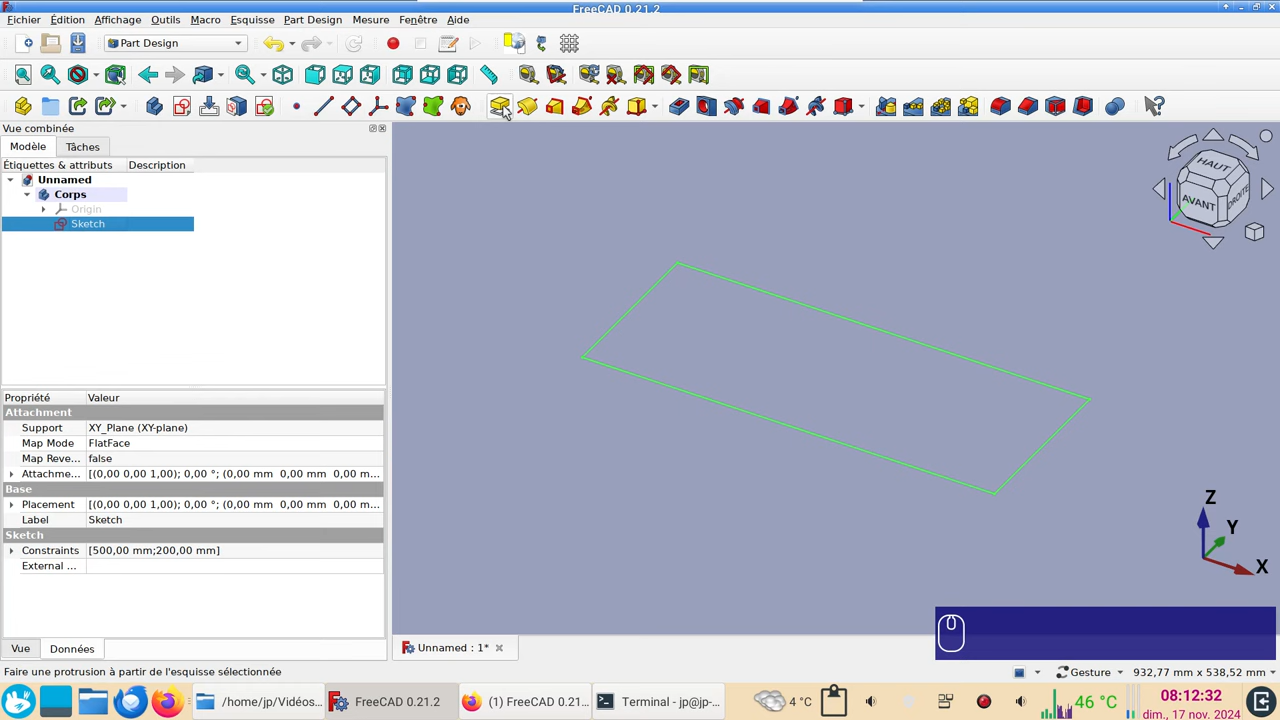 FreeCAD 0.21.2
Fichier Édition Affichage Outils Macro Esquisse Part Design Mesure Fenêtre Aide
Part Design
Vue combinée
Modèle Tâches
Étiquettes & attributs Description
Unnamed
Corps
Origin
Sketch
HAUT
AVANT DROITE
Propriété Valeur
Attachment
Support XY_Plane (XY-plane)
Map Mode FlatFace
Map Reve... false
Attachme... [(0,00 0,00 1,00); 0,00 °; (0,00 mm 0,00 mm 0,00 m...
Base
Placement [(0,00 0,00 1,00); 0,00 °; (0,00 mm 0,00 mm 0,00 m...
Label Sketch
Sketch
Constraints [500,00 mm;200,00 mm]
External ...
Z
Y
X
Vue Données
Unnamed : 1*
Faire une protrusion à partir de l'esquisse sélectionnée
Gesture 932,77 mm x 538,52 mm
/home/jp/Vidéos... FreeCAD 0.21.2 (1) FreeCAD 0.21... Terminal - jp@jp-... 4 °C 46 °C
08:12:32
dim., 17 nov. 2024